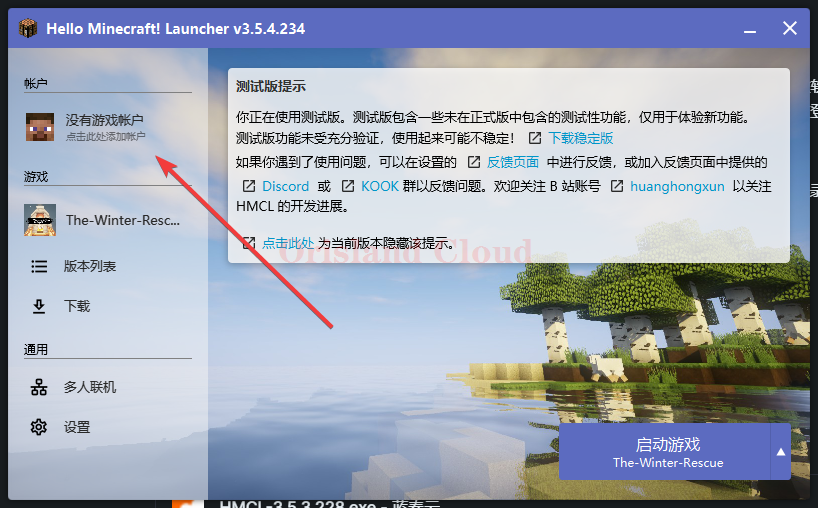 Hello Minecraft! Launcher v3.5.4.234
帐户
没有游戏帐户
点击此处添加帐户
游戏
The-Winter-Resc...
版本列表
下载
通用
多人联机
设置
测试版提示
你正在使用测试版。测试版包含一些未在正式版中包含的测试性功能，仅用于体验新功能。
测试版功能未受充分验证，使用起来可能不稳定！ 下载稳定版
如果你遇到了使用问题，可以在设置的 反馈页面 中进行反馈，或加入反馈页面中提供的
Discord 或 KOOK 群以反馈问题。欢迎关注 B 站账号 huanghongxun 以关注
HMCL 的开发进展。
点击此处 为当前版本隐藏该提示。
Orisland Cloud
启动游戏
The-Winter-Rescue
HMCL-3.5.3.228.exe - 蓝奏云